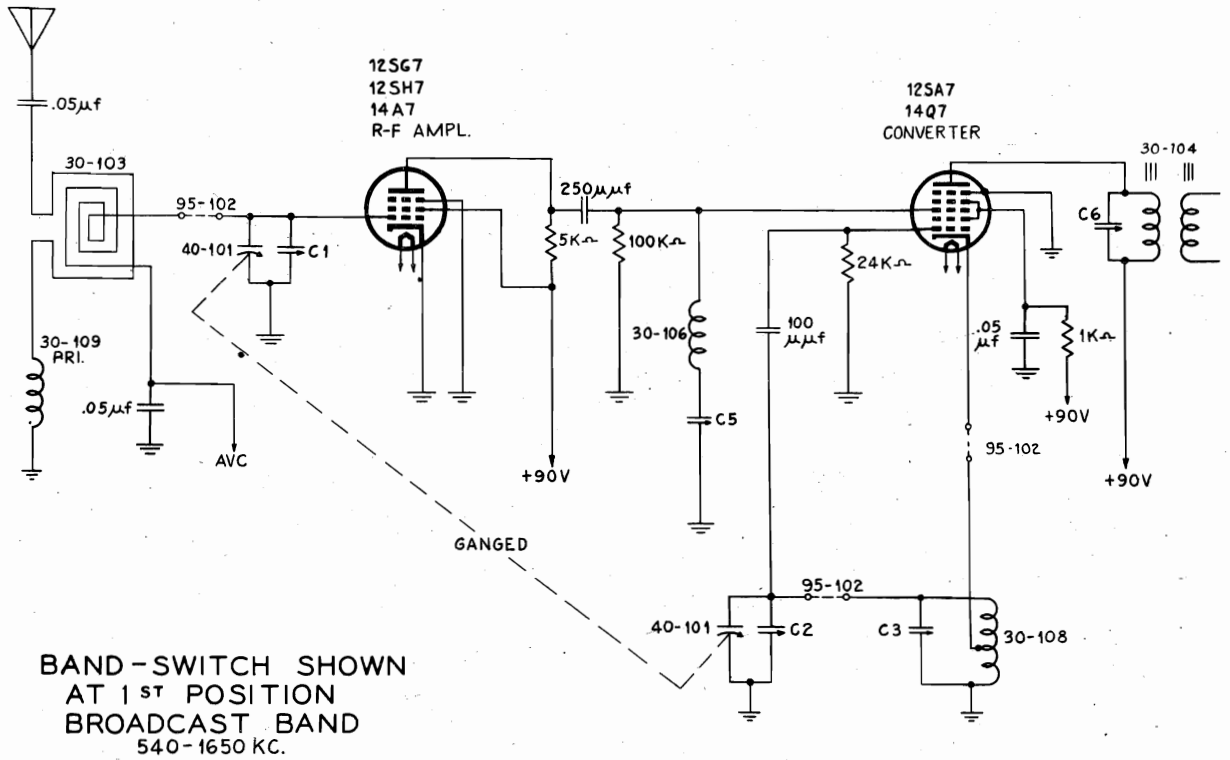 12SG7
12SH7
14A7
R-F AMPL.
12SA7
14Q7
CONVERTER
.05μf
30-103
95-102
40-101
C1
250μμf
5KΩ
100KΩ
24KΩ
30-104
C6
30-109
PRI.
.05μf
AVC
+90V
30-106
C5
100
μμf
.05
μf
1KΩ
+90V
95-102
+90V
GANGED
95-102
40-101
C2
C3
30-108
BAND-SWITCH SHOWN
AT 1ST POSITION
BROADCAST BAND
540-1650 KC.